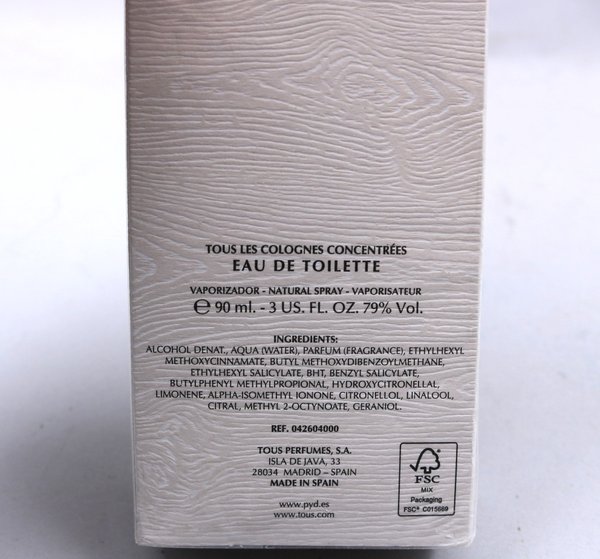 TOUS LES COLOGNES CONCENTRÉES
EAU DE TOILETTE
VAPORIZADOR - NATURAL SPRAY - VAPORISATEUR
℮ 90 ml. - 3 US. FL. OZ. 79% Vol.
INGREDIENTS:
ALCOHOL DENAT., AQUA (WATER), PARFUM (FRAGRANCE), ETHYLHEXYL
METHOXYCINNAMATE, BUTYL METHOXYDIBENZOYLMETHANE,
ETHYLHEXYL SALICYLATE, BHT, BENZYL SALICYLATE,
BUTYLPHENYL METHYLPROPIONAL, HYDROXYCITRONELLAL,
LIMONENE, ALPHA-ISOMETHYL IONONE, CITRONELLOL, LINALOOL,
CITRAL, METHYL 2-OCTYNOATE, GERANIOL.
REF. 042604000
TOUS PERFUMES, S.A.
ISLA DE JAVA, 33
28034 MADRID – SPAIN
MADE IN SPAIN
www.pyd.es
www.tous.com
FSC
MIX
Packaging
FSC® C015689